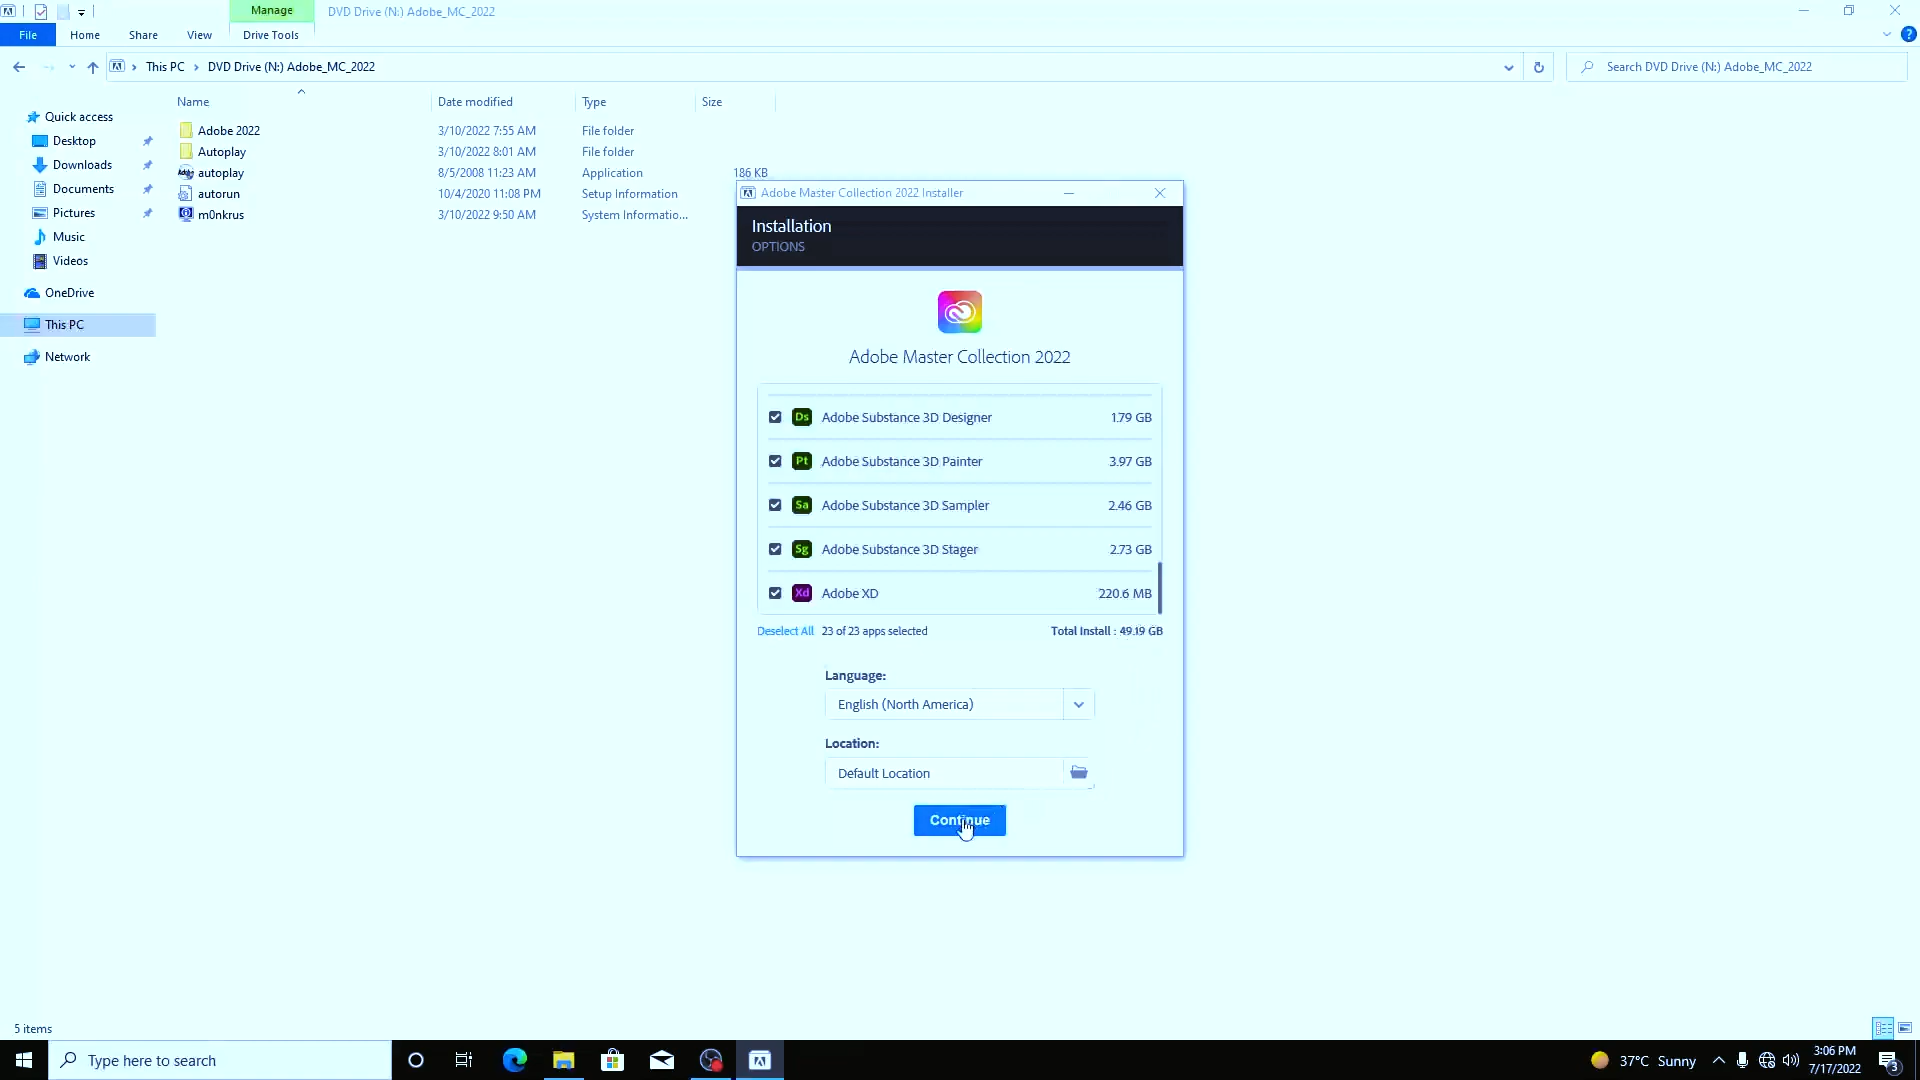 Manage
DVD Drive (N:) Adobe_MC_2022
File
Home
Share
View
Drive Tools
This PC
DVD Drive (N:) Adobe_MC_2022
Search DVD Drive (N:) Adobe_MC_2022
Name
Date modified
Type
Size
Quick access
Desktop
Downloads
Documents
Pictures
Music
Videos
OneDrive
This PC
Network
Adobe 2022
3/10/2022 7:55 AM
File folder
Autoplay
3/10/2022 8:01 AM
File folder
autoplay
8/5/2008 11:23 AM
Application
186 KB
autorun
10/4/2020 11:08 PM
Setup Information
m0nkrus
3/10/2022 9:50 AM
System Informatio...
Adobe Master Collection 2022 Installer
Installation
OPTIONS
Adobe Master Collection 2022
Ds Adobe Substance 3D Designer 1.79 GB
Pt Adobe Substance 3D Painter 3.97 GB
Sa Adobe Substance 3D Sampler 2.46 GB
Sg Adobe Substance 3D Stager 2.73 GB
Xd Adobe XD 220.6 MB
Deselect All 23 of 23 apps selected Total Install : 49.19 GB
Language:
English (North America)
Location:
Default Location
Continue
5 items
Type here to search
37°C Sunny
3:06 PM
7/17/2022
3